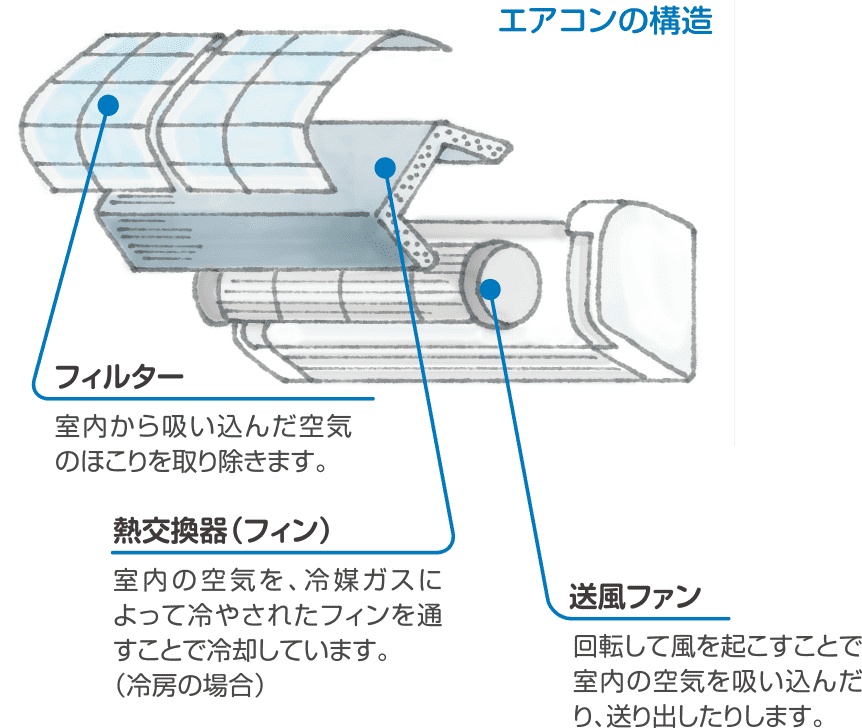 エアコンの構造
フィルター
室内から吸い込んだ空気
のほこりを取り除きます。
熱交換器(フィン)
室内の空気を、冷媒ガスに
よって冷やされたフィンを通
すことで冷却しています。
(冷房の場合)
送風ファン
回転して風を起こすことで
室内の空気を吸い込んだ
り、送り出したりします。